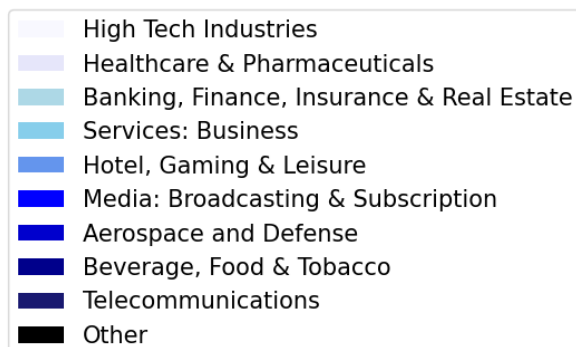 High Tech Industries
Healthcare & Pharmaceuticals
Banking, Finance, Insurance & Real Estate
Services: Business
Hotel, Gaming & Leisure
Media: Broadcasting & Subscription
Aerospace and Defense
Beverage, Food & Tobacco
Telecommunications
Other